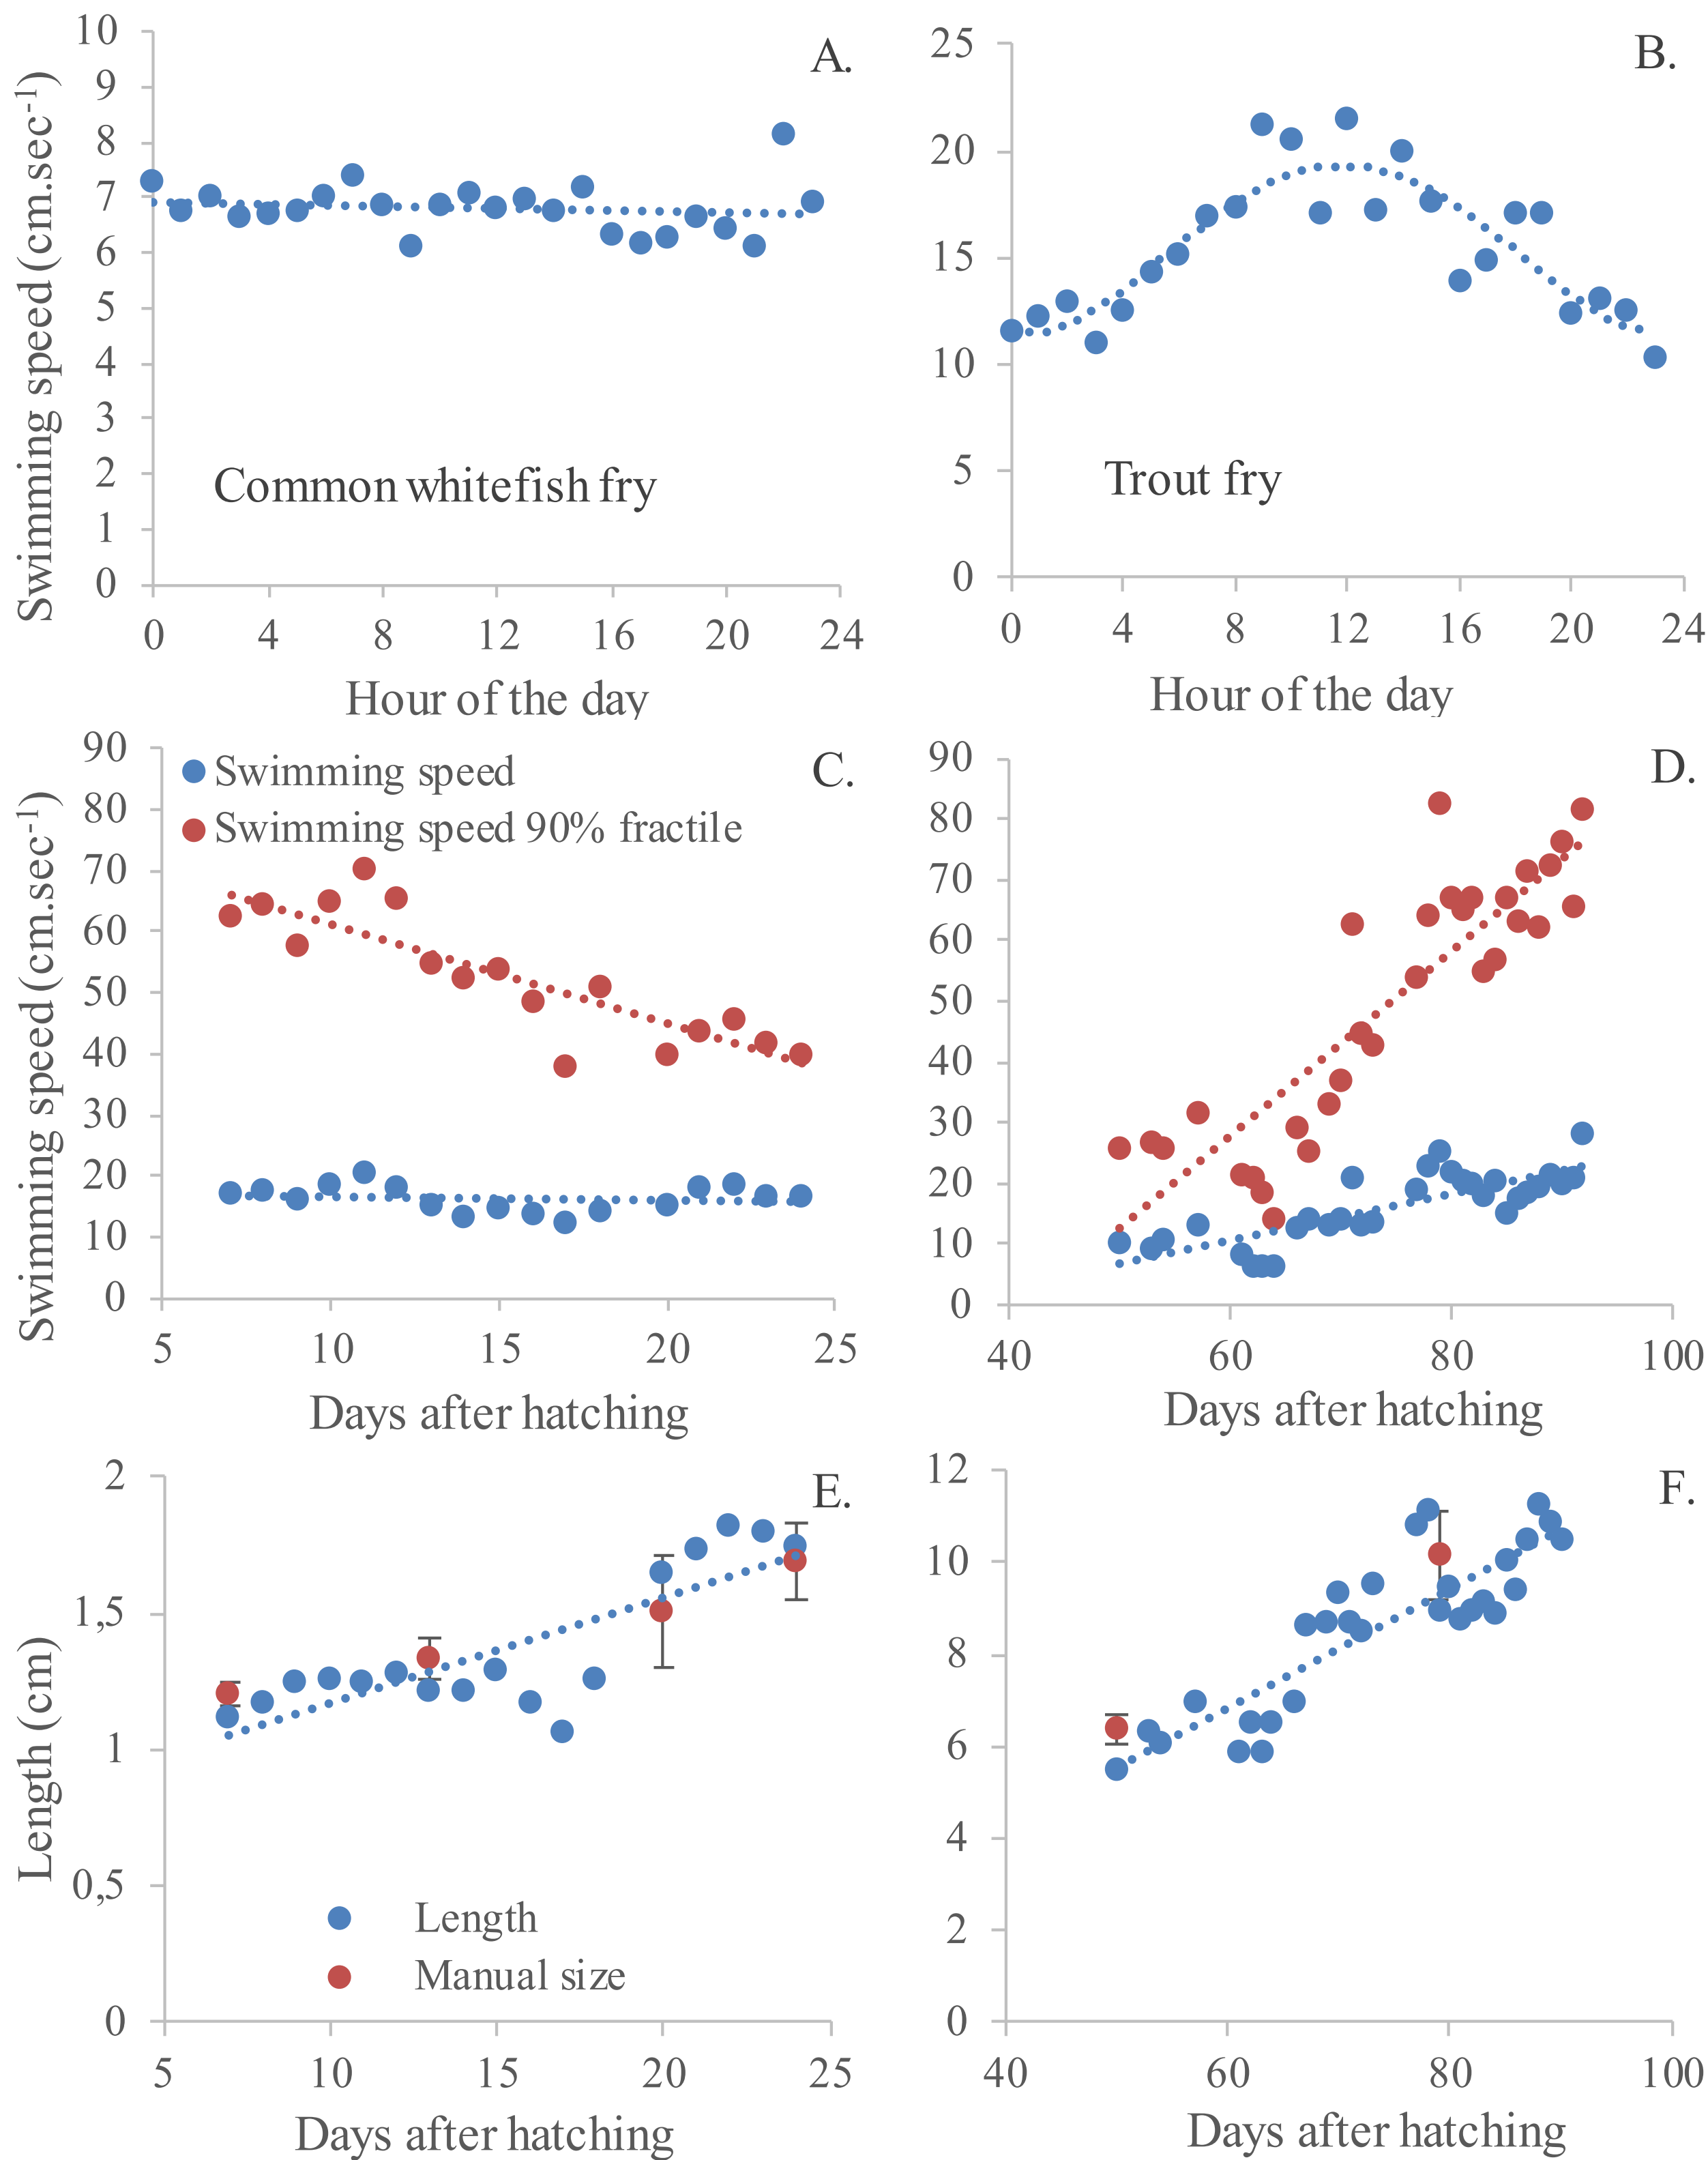 A.
Swimming speed (cm.sec-1)
10
9
8
7
6
5
4
3
2
1
0
Common whitefish fry
0 4 8 12 16 20 24
Hour of the day
B.
25
20
15
10
5
0
Trout fry
0 4 8 12 16 20 24
Hour of the day
C.
Swimming speed (cm.sec-1)
Swimming speed
Swimming speed 90% fractile
90
80
70
60
50
40
30
20
10
0
5 10 15 20 25
Days after hatching
D.
90
80
70
60
50
40
30
20
10
0
40 60 80 100
Days after hatching
E.
Length (cm)
2
1,5
1
0,5
0
Length
Manual size
5 10 15 20 25
Days after hatching
F.
12
10
8
6
4
2
0
40 60 80 100
Days after hatching